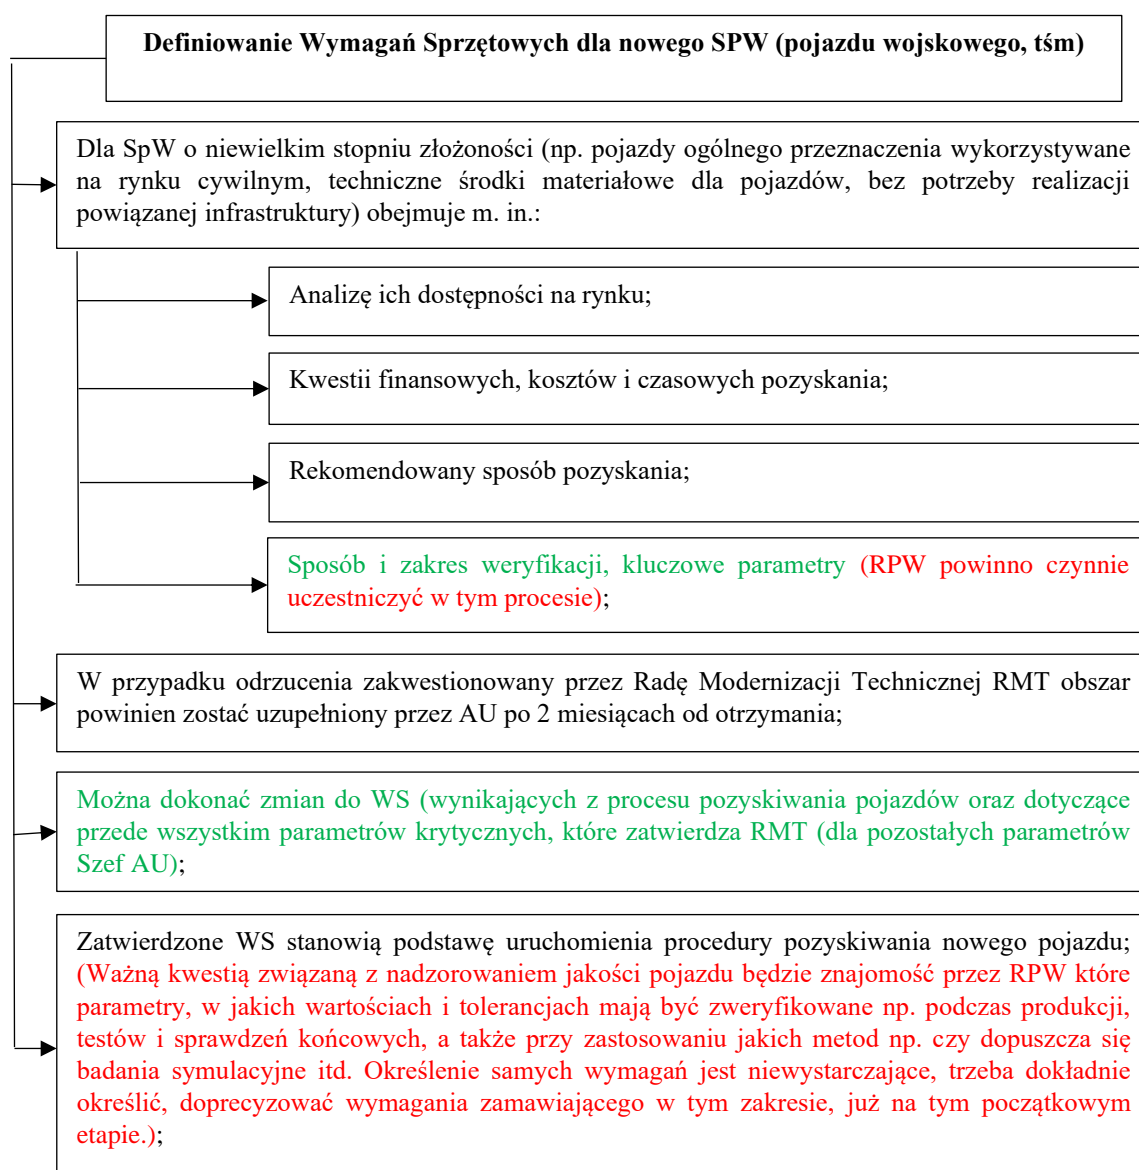 Definiowanie Wymagań Sprzętowych dla nowego SPW (pojazdu wojskowego, tśm)
Dla SpW o niewielkim stopniu złożoności (np. pojazdy ogólnego przeznaczenia wykorzystywane
na rynku cywilnym, techniczne środki materiałowe dla pojazdów, bez potrzeby realizacji
powiązanej infrastruktury) obejmuje m. in.:
Analizę ich dostępności na rynku;
Kwestii finansowych, kosztów i czasowych pozyskania;
Rekomendowany sposób pozyskania;
Sposób i zakres weryfikacji, kluczowe parametry (RPW powinno czynnie
uczestniczyć w tym procesie);
W przypadku odrzucenia zakwestionowany przez Radę Modernizacji Technicznej RMT obszar
powinien zostać uzupełniony przez AU po 2 miesiącach od otrzymania;
Można dokonać zmian do WS (wynikających z procesu pozyskiwania pojazdów oraz dotyczące
przede wszystkim parametrów krytycznych, które zatwierdza RMT (dla pozostałych parametrów
Szef AU);
Zatwierdzone WS stanowią podstawę uruchomienia procedury pozyskiwania nowego pojazdu;
(Ważną kwestią związaną z nadzorowaniem jakości pojazdu będzie znajomość przez RPW które
parametry, w jakich wartościach i tolerancjach mają być zweryfikowane np. podczas produkcji,
testów i sprawdzeń końcowych, a także przy zastosowaniu jakich metod np. czy dopuszcza się
badania symulacyjne itd. Określenie samych wymagań jest niewystarczające, trzeba dokładnie
określić, doprecyzować wymagania zamawiającego w tym zakresie, już na tym początkowym
etapie.);